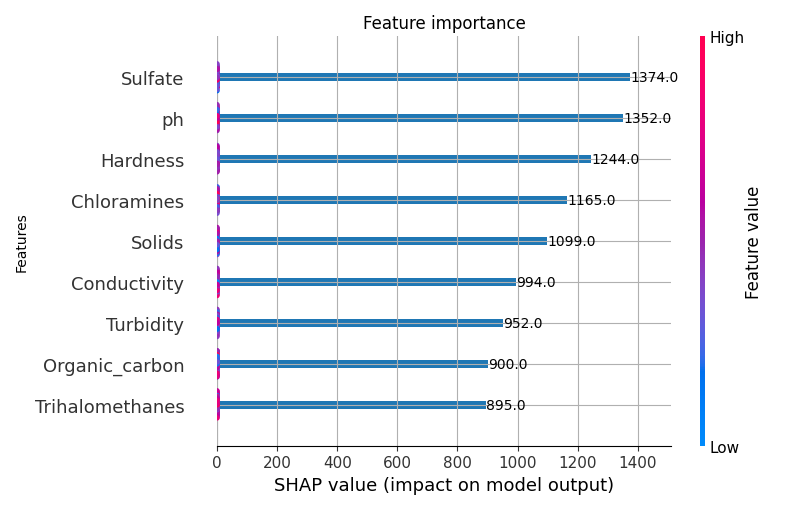 Feature importance
High
Sulfate 1374.0
ph 1352.0
Hardness 1244.0
Chloramines 1165.0
Solids 1099.0
Conductivity 994.0
Turbidity 952.0
Organic_carbon 900.0
Trihalomethanes 895.0
Features
Feature value
Low
0 200 400 600 800 1000 1200 1400
SHAP value (impact on model output)